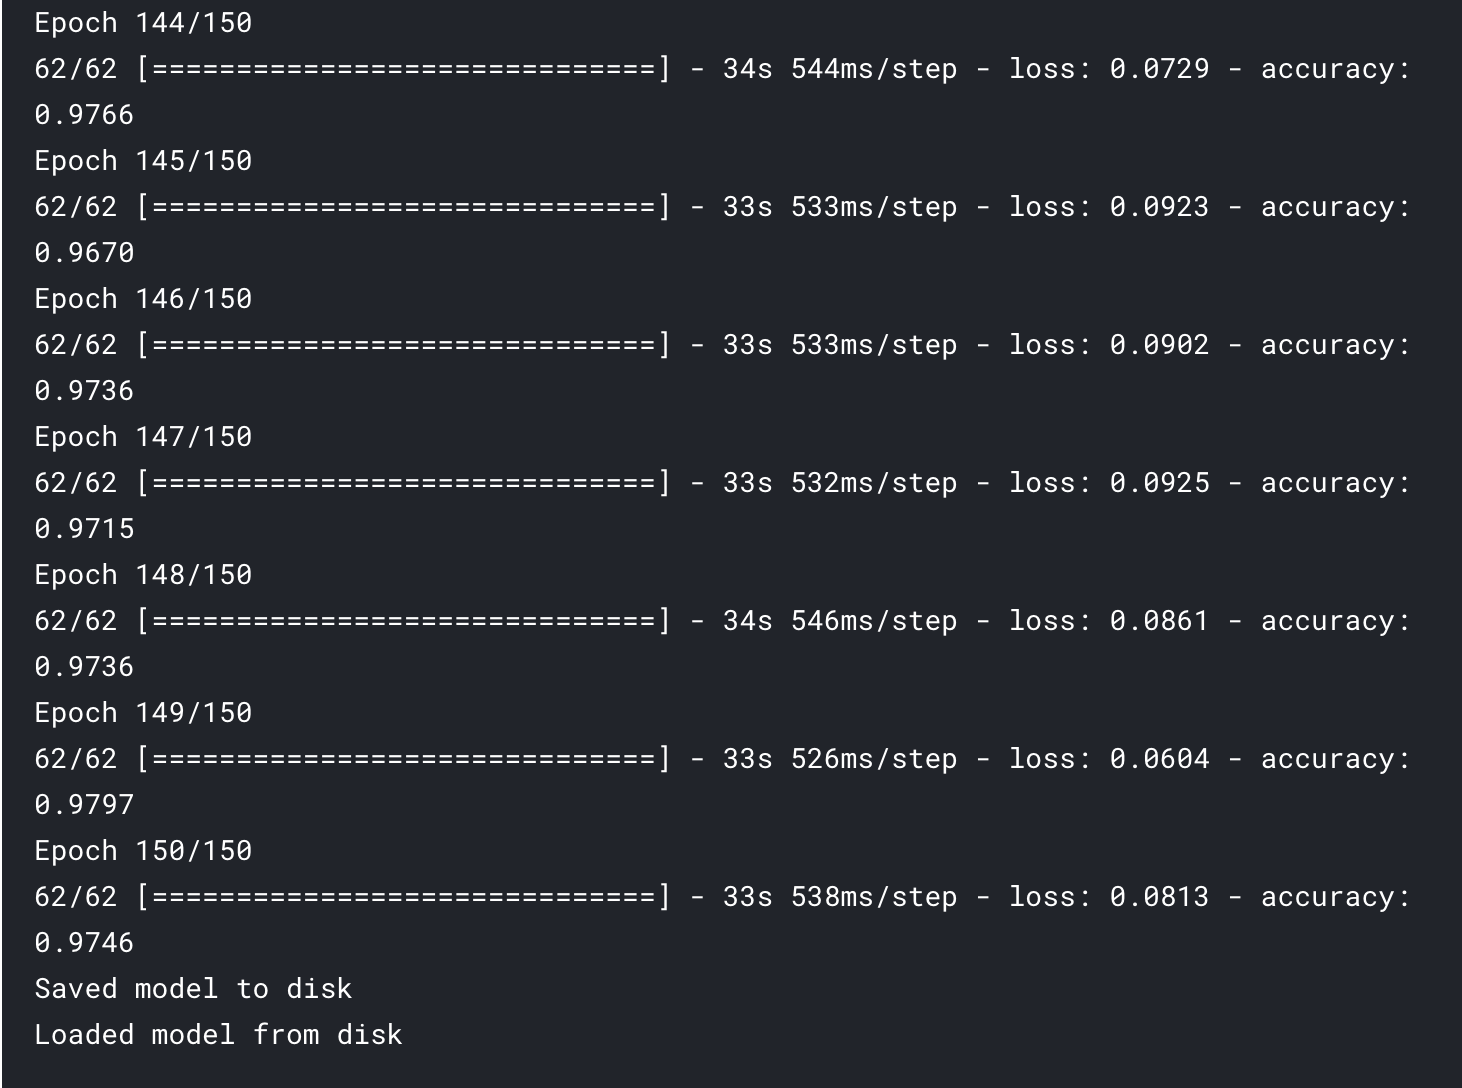 Epoch 144/150
62/62 [==============================] - 34s 544ms/step - loss: 0.0729 - accuracy:
0.9766
Epoch 145/150
62/62 [==============================] - 33s 533ms/step - loss: 0.0923 - accuracy:
0.9670
Epoch 146/150
62/62 [==============================] - 33s 533ms/step - loss: 0.0902 - accuracy:
0.9736
Epoch 147/150
62/62 [==============================] - 33s 532ms/step - loss: 0.0925 - accuracy:
0.9715
Epoch 148/150
62/62 [==============================] - 34s 546ms/step - loss: 0.0861 - accuracy:
0.9736
Epoch 149/150
62/62 [==============================] - 33s 526ms/step - loss: 0.0604 - accuracy:
0.9797
Epoch 150/150
62/62 [==============================] - 33s 538ms/step - loss: 0.0813 - accuracy:
0.9746
Saved model to disk
Loaded model from disk